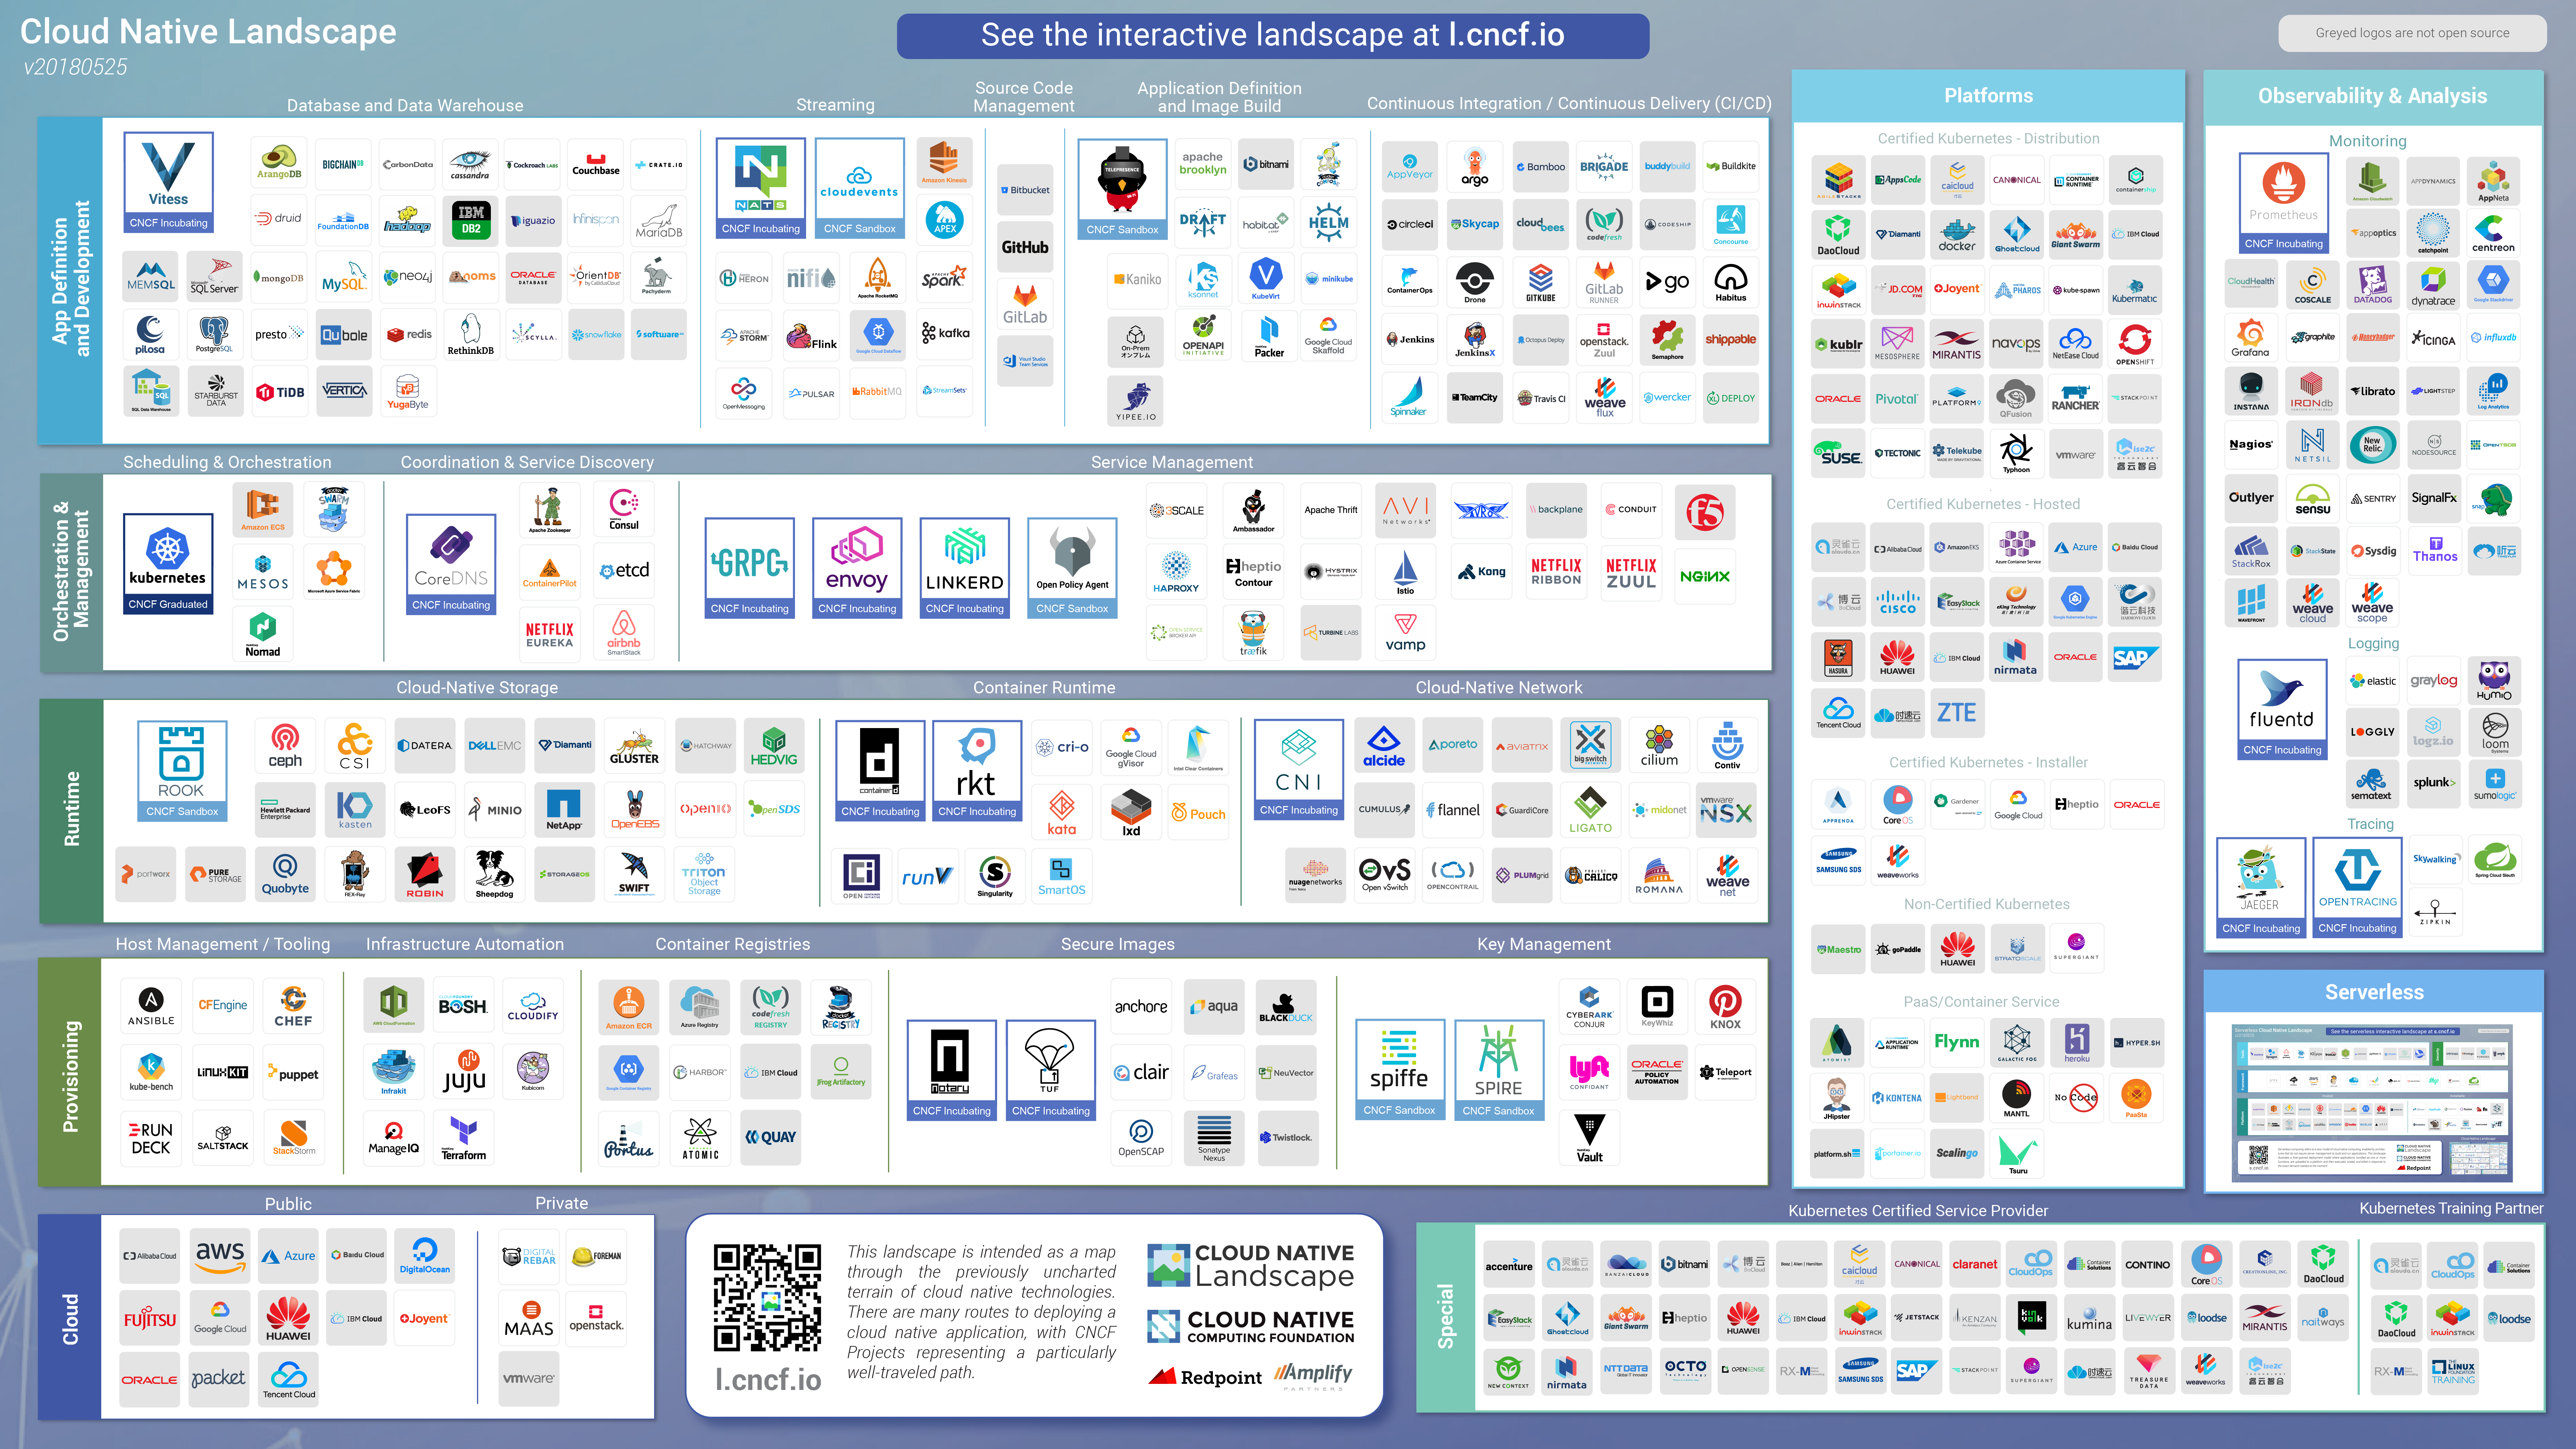 Cloud Native Landscape
v20180525
See the interactive landscape at l.cncf.io
Greyed logos are not open source
App Definition and Development
Database and Data Warehouse
Vitess
CNCF Incubating
ArangoDB
BIGCHAINDB
CarbonData
cassandra
Cockroach LABS
Couchbase
CRATE.IO
druid
FoundationDB
hadoop
IBM DB2
iguazio
Infinispan
MariaDB
MEMSQL
SQL Server
mongoDB
MySQL
neo4j
noms
ORACLE DATABASE
OrientDB
Pachyderm
pilosa
PostgreSQL
presto
Qubole
redis
RethinkDB
SCYLLA.
snowflake
software AG
SQL Data Warehouse
STARBURST DATA
TiDB
VERTICA
YugaByte
Streaming
NATS
CNCF Incubating
cloudevents
CNCF Sandbox
Amazon Kinesis
APEX
HERON
nifi
Apache RocketMQ
APACHE Spark
APACHE STORM
Flink
Google Cloud Dataflow
kafka
OpenMessaging
PULSAR
RabbitMQ
StreamSets
Source Code Management
Bitbucket
GitHub
GitLab
Visual Studio Team Services
Application Definition and Image Build
TELEPRESENCE
CNCF Sandbox
apache brooklyn
bitnami
DRAFT
habitat
HELM
Kaniko
ksonnet
KubeVirt
minikube
On-Prem オンプレム
OPENAPI INITIATIVE
Packer
Google Cloud Skaffold
YIPEE.IO
Continuous Integration / Continuous Delivery (CI/CD)
AppVeyor
argo
Bamboo
BRIGADE
buddybuild
Buildkite
circleci
Skycap
cloudbees.
codefresh
CODESHIP
Concourse
ContainerOps
Drone
GITKUBE
GitLab RUNNER
go
Habitus
Jenkins
JenkinsX
Octopus Deploy
openstack. Zuul
Semaphore
shippable
Spinnaker
TeamCity
Travis CI
weave flux
wercker
XL DEPLOY
Orchestration & Management
Scheduling & Orchestration
kubernetes
CNCF Graduated
Amazon ECS
SWARM
MESOS
Microsoft Azure Service Fabric
Nomad
Coordination & Service Discovery
CoreDNS
CNCF Incubating
Apache Zookeeper
Consul
ContainerPilot
etcd
NETFLIX EUREKA
airbnb SmartStack
Service Management
GRPC
CNCF Incubating
envoy
CNCF Incubating
LINKERD
CNCF Incubating
Open Policy Agent
CNCF Sandbox
3SCALE
Ambassador
Apache Thrift
AVI Networks
AVRO
backplane
CONDUIT
f5
HAPROXY
heptio Contour
HYSTRIX
Istio
Kong
NETFLIX RIBBON
NETFLIX ZUUL
NGINX
OPEN SERVICE BROKER API
træfik
TURBINE LABS
vamp
Runtime
Cloud-Native Storage
ROOK
CNCF Sandbox
ceph
CSI
DATERA
DELLEMC
Diamanti
GLUSTER
HATCHWAY
HEDVIG
Hewlett Packard Enterprise
kasten
LeoFS
MINIO
NetApp
OpenEBS
OPENIO
openSDS
portworx
PURE STORAGE
Quobyte
REX-Ray
ROBIN
Sheepdog
STORAGEOS
SWIFT
TRITON Object Storage
Container Runtime
containerd
CNCF Incubating
rkt
CNCF Incubating
cri-o
Google Cloud gVisor
Intel Clear Containers
kata
lxd
Pouch
OPEN CONTAINER INITIATIVE
runV
Singularity
SmartOS
Cloud-Native Network
CNI
CNCF Incubating
alcide
aporeto
aviatrix
big switch
cilium
Contiv
CUMULUS
flannel
GuardiCore
LIGATO
midonet
vmware NSX
nuagenetworks
OvS Open vSwitch
OPENCONTRAIL
PLUMgrid
PROJECT CALICO
ROMANA
weave net
Provisioning
Host Management / Tooling
ANSIBLE
CFEngine
CHEF
kube-bench
LINUXKIT
puppet
RUN DECK
SALTSTACK
StackStorm
Infrastructure Automation
AWS CloudFormation
BOSH
CLOUDIFY
Infrakit
JUJU
Kubicorn
ManageIQ
Terraform
Container Registries
Amazon ECR
Azure Registry
codefresh REGISTRY
REGISTRY
Google Container Registry
HARBOR
IBM Cloud
JFrog Artifactory
Portus
ATOMIC
QUAY
Secure Images
Notary
CNCF Incubating
TUF
CNCF Incubating
anchore
aqua
BLACKDUCK
clair
Grafeas
NeuVector
OpenSCAP
Sonatype Nexus
Twistlock.
Key Management
spiffe
CNCF Sandbox
SPIRE
CNCF Sandbox
CYBERARK CONJUR
KeyWhiz
KNOX
lyft CONFIDANT
ORACLE POLICY AUTOMATION
Teleport
Vault
Cloud
Public
Alibaba Cloud
aws
Azure
Baidu Cloud
DigitalOcean
FUJITSU
Google Cloud
HUAWEI
IBM Cloud
Joyent
ORACLE
packet
Tencent Cloud
Private
DIGITAL REBAR
FOREMAN
MAAS
openstack.
vmware
l.cncf.io
This landscape is intended as a map
through the previously uncharted
terrain of cloud native technologies.
There are many routes to deploying a
cloud native application, with CNCF
Projects representing a particularly
well-traveled path.
CLOUD NATIVE Landscape
CLOUD NATIVE COMPUTING FOUNDATION
Redpoint
Amplify PARTNERS
Platforms
Certified Kubernetes - Distribution
AGILESTACKS
AppsCode
caicloud
CANONICAL
CONTAINER RUNTIME
containership
DaoCloud
Diamanti
docker
Ghostcloud
Giant Swarm
IBM Cloud
inwinSTACK
JD.COM
Joyent
PHAROS
kube-spawn
Kubermatic
kublr
MESOSPHERE
MIRANTIS
navops
NetEase Cloud
OPENSHIFT
ORACLE
Pivotal
PLATFORM9
QFusion
RANCHER
STACKPOINT
SUSE
TECTONIC
Telekube
Typhoon
vmware
Wise2C
Certified Kubernetes - Hosted
灵雀云 alauda.cn
Alibaba Cloud
Amazon EKS
Azure Container Service
Azure
Baidu Cloud
博云 BoCloud
CISCO
EasyStack
eKing Technology
Google Kubernetes Engine
谐云科技 HARMONY CLOUD
HASURA
HUAWEI
IBM Cloud
nirmata
ORACLE
SAP
Tencent Cloud
时速云
ZTE
Certified Kubernetes - Installer
APPRENDA
CoreOS
Gardener
Google Cloud
heptio
ORACLE
SAMSUNG SDS
weaveworks
Non-Certified Kubernetes
Maestro
goPaddle
HUAWEI
STRATOSCALE
SUPERGIANT
PaaS/Container Service
ATOMIST
APPLICATION RUNTIME
Flynn
GALACTIC FOG
heroku
HYPER.SH
JHipster
KONTENA
Lightbend
MANTL
No Code
PaaSta
platform.sh
portainer.io
Scalingo
Tsuru
Observability & Analysis
Monitoring
Prometheus
CNCF Incubating
Amazon Cloudwatch
APPDYNAMICS
AppNeta
appoptics
catchpoint
centreon
CloudHealth
COSCALE
DATADOG
dynatrace
Google Stackdriver
Grafana
graphite
Honeybadger
ICINGA
influxdb
INSTANA
IRONdb
librato
LIGHTSTEP
Log Analytics
Nagios
NETSIL
New Relic.
NODESOURCE
OPENTSDB
Outlyer
sensu
SENTRY
SignalFx
snap
StackRox
StackState
Sysdig
Thanos
听云
WAVEFRONT
weave cloud
weave scope
Logging
fluentd
CNCF Incubating
elastic
graylog
HUMIO
LOGGLY
logz.io
loom Systems
sematext
splunk>
sumologic
Tracing
JAEGER
CNCF Incubating
OPENTRACING
CNCF Incubating
Skywalking
Spring Cloud Sleuth
ZIPKIN
Serverless
Special
Kubernetes Certified Service Provider
accenture
灵雀云 alauda.cn
BANZAICLOUD
bitnami
博云 BoCloud
Booz | Allen | Hamilton
caicloud
CANONICAL
claranet
CloudOps
Container Solutions
CONTINO
CoreOS
CREATIONLINE, INC.
DaoCloud
EasyStack
Ghostcloud
Giant Swarm
heptio
HUAWEI
IBM Cloud
inwinSTACK
JETSTACK
KENZAN
kinvolk
kumina
LIVEWYER
loodse
MIRANTIS
naitways
NEW CONTEXT
nirmata
NTT DATA
OCTO Technology
OPENSENSE
RX-M
SAMSUNG SDS
SAP
STACKPOINT
SUPERGIANT
时速云
TREASURE DATA
weaveworks
Wise2C
Kubernetes Training Partner
灵雀云 alauda.cn
CloudOps
Container Solutions
DaoCloud
inwinSTACK
loodse
RX-M
THE LINUX FOUNDATION TRAINING